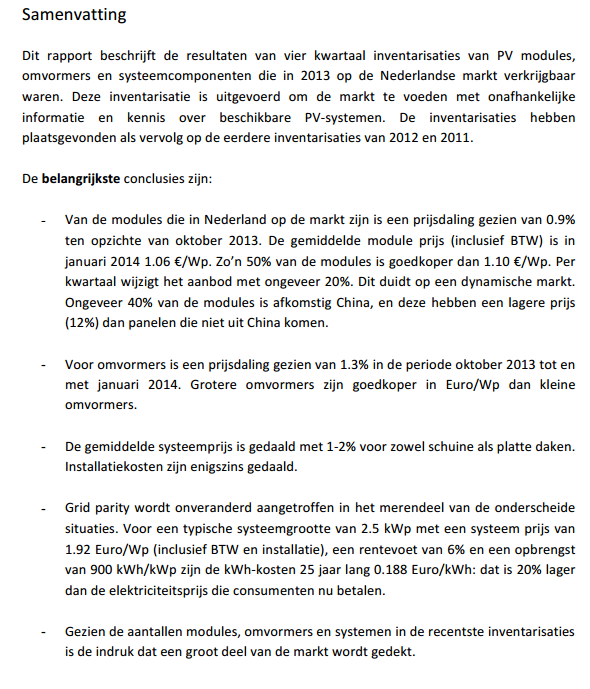 Samenvatting
Dit rapport beschrijft de resultaten van vier kwartaal inventarisaties van PV modules,
omvormers en systeemcomponenten die in 2013 op de Nederlandse markt verkrijgbaar
waren. Deze inventarisatie is uitgevoerd om de markt te voeden met onafhankelijke
informatie en kennis over beschikbare PV-systemen. De inventarisaties hebben
plaatsgevonden als vervolg op de eerdere inventarisaties van 2012 en 2011.
De belangrijkste conclusies zijn:
- Van de modules die in Nederland op de markt zijn is een prijsdaling gezien van 0.9%
ten opzichte van oktober 2013. De gemiddelde module prijs (inclusief BTW) is in
januari 2014 1.06 €/Wp. Zo'n 50% van de modules is goedkoper dan 1.10 €/Wp. Per
kwartaal wijzigt het aanbod met ongeveer 20%. Dit duidt op een dynamische markt.
Ongeveer 40% van de modules is afkomstig China, en deze hebben een lagere prijs
(12%) dan panelen die niet uit China komen.
- Voor omvormers is een prijsdaling gezien van 1.3% in de periode oktober 2013 tot en
met januari 2014. Grotere omvormers zijn goedkoper in Euro/Wp dan kleine
omvormers.
- De gemiddelde systeemprijs is gedaald met 1-2% voor zowel schuine als platte daken.
Installatiekosten zijn enigszins gedaald.
- Grid parity wordt onveranderd aangetroffen in het merendeel van de onderscheide
situaties. Voor een typische systeemgrootte van 2.5 kWp met een systeem prijs van
1.92 Euro/Wp (inclusief BTW en installatie), een rentevoet van 6% en een opbrengst
van 900 kWh/kWp zijn de kWh-kosten 25 jaar lang 0.188 Euro/kWh: dat is 20% lager
dan de elektriciteitsprijs die consumenten nu betalen.
- Gezien de aantallen modules, omvormers en systemen in de recentste inventarisaties
is de indruk dat een groot deel van de markt wordt gedekt.